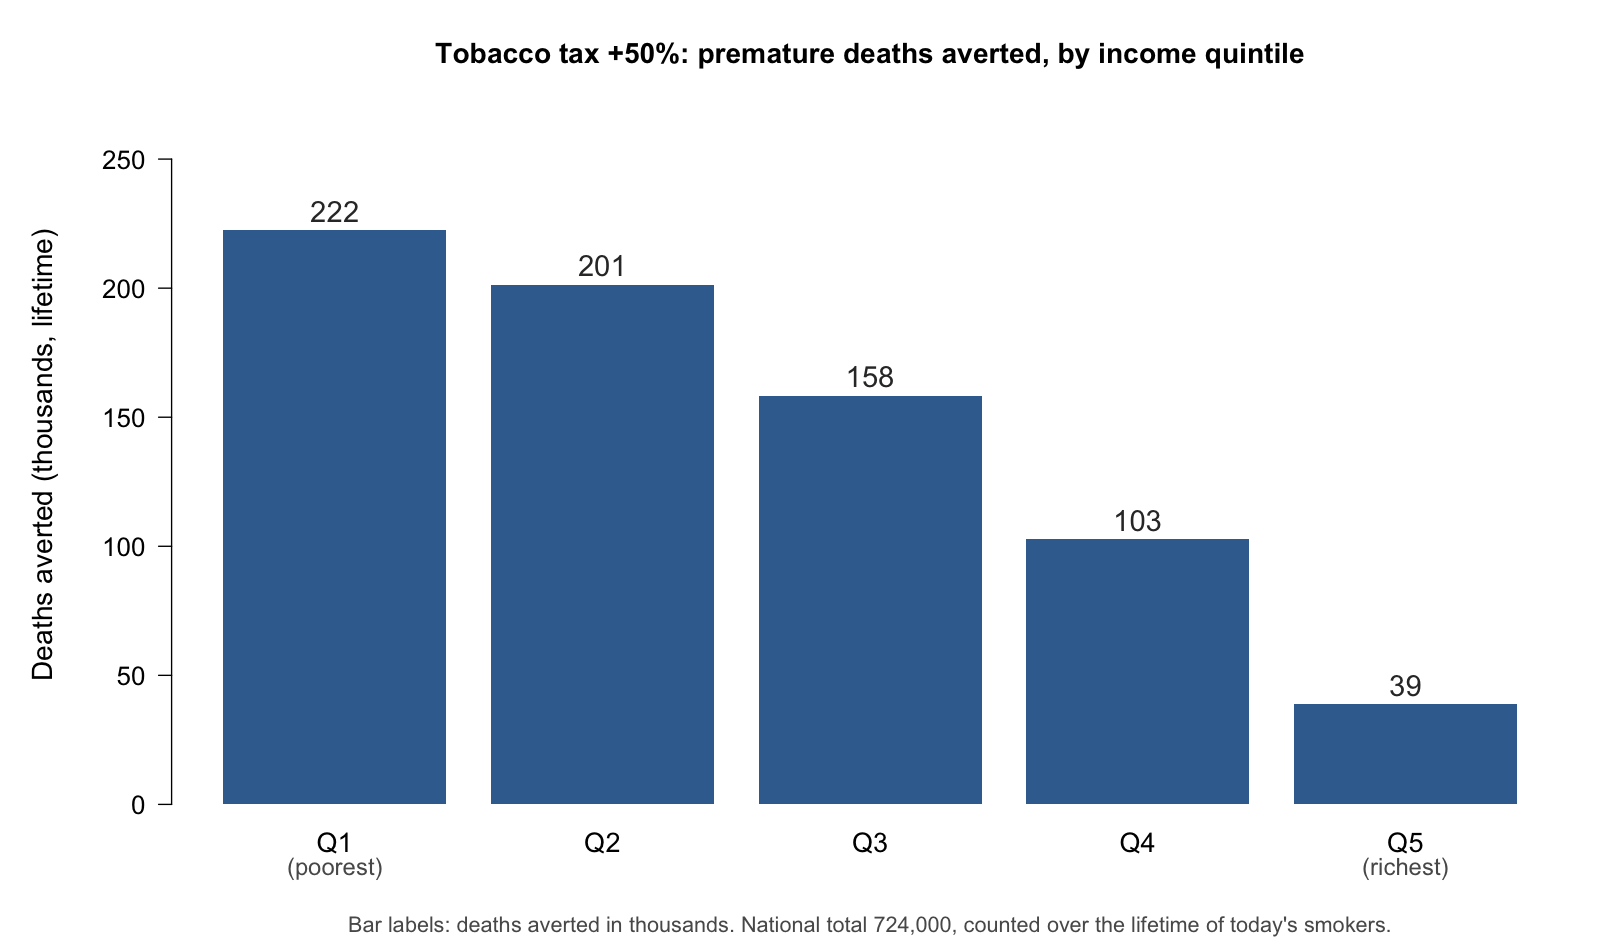 Tobacco tax +50%: premature deaths averted, by income quintile
Deaths averted (thousands, lifetime)
250
200
150
100
50
0
222
201
158
103
39
Q1
(poorest)
Q2
Q3
Q4
Q5
(richest)
Bar labels: deaths averted in thousands. National total 724,000, counted over the lifetime of today's smokers.